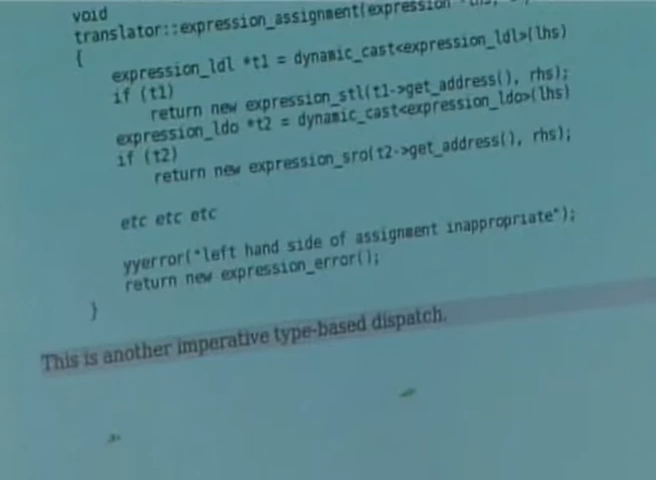 void
translator::expression_assignment(expression
{
expression_ldl *t1 = dynamic_cast<expression_ldl>(lhs)
if (t1)
return new expression_stl(t1->get_address(), rhs);
expression_ldo *t2 = dynamic_cast<expression_ldo>(lhs)
if (t2)
return new expression_sro(t2->get_address(), rhs);
etc etc etc
yyerror("left hand side of assignment inappropriate");
return new expression_error();
}
This is another imperative type-based dispatch.